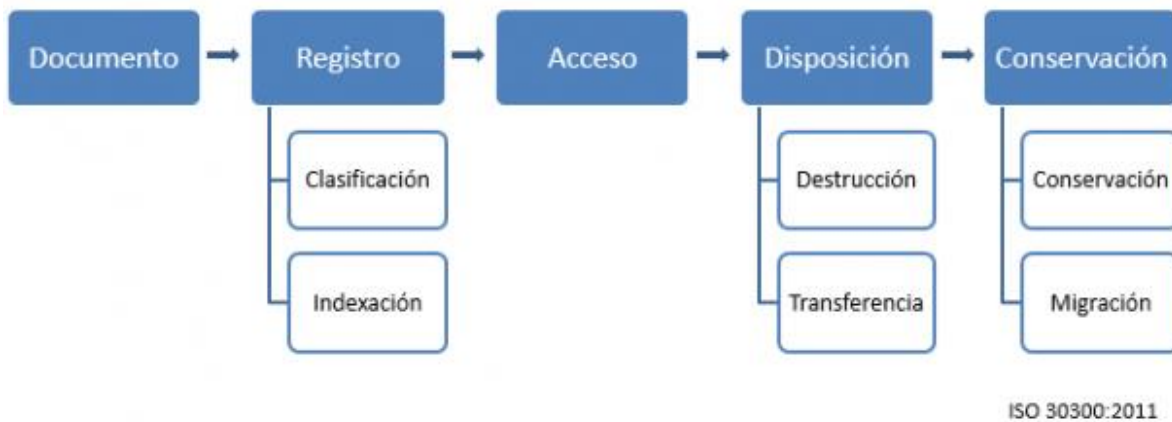 Documento
Registro
Acceso
Disposición
Conservación
Clasificación
Destrucción
Conservación
Indexación
Transferencia
Migración
ISO 30300:2011